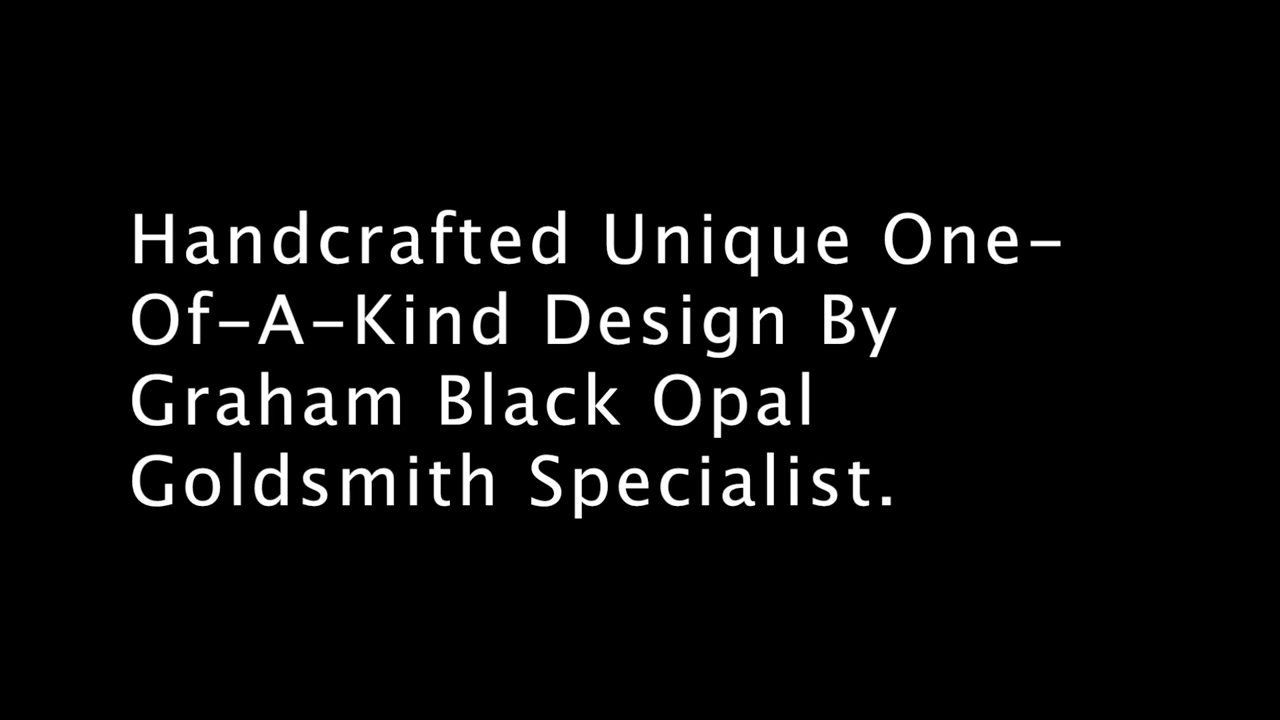 Handcrafted Unique One-
Of-A-Kind Design By
Graham Black Opal
Goldsmith Specialist.